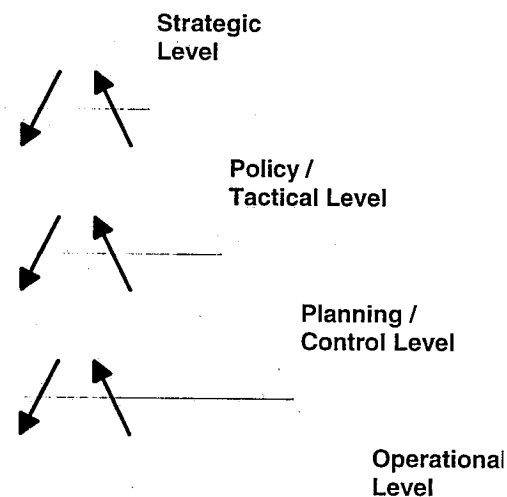 Strategic
Level
Policy /
Tactical Level
Planning /
Control Level
Operational
Level